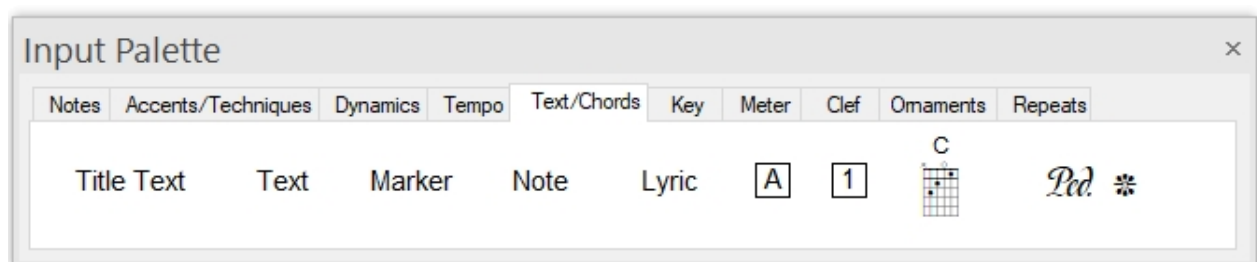 Input Palette
Notes Accents/Techniques Dynamics Tempo Text/Chords Key Meter Clef Ornaments Repeats
C
Title Text Text Marker Note Lyric A 1 Ped.